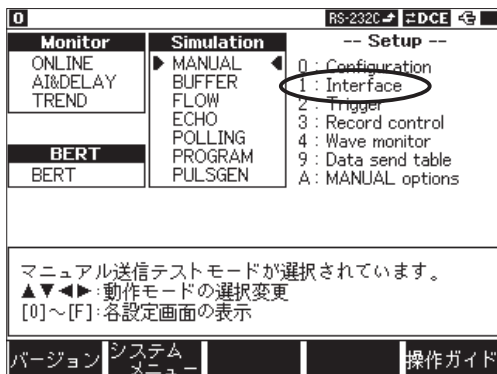 0
RS-232C DCE
Monitor
ONLINE
AI&DELAY
TREND
BERT
BERT
Simulation
▶ MANUAL ◀
BUFFER
FLOW
ECHO
POLLING
PROGRAM
PULSGEN
-- Setup --
0 : Configuration
1 : Interface
2 : Trigger
3 : Record control
4 : Wave monitor
9 : Data send table
A : MANUAL options
マニュアル送信テストモードが選択されています。
▲▼◀▶:動作モードの選択変更
[0]~[F]:各設定画面の表示
バージョン
システム
メニュー
操作ガイド